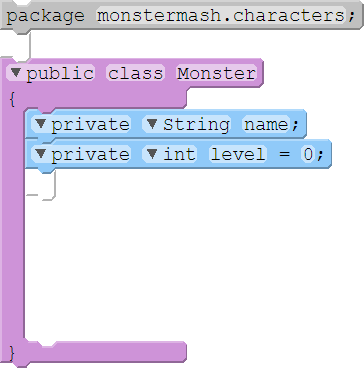 package monstermash.characters;
public class Monster
{
private String name;
private int level = 0;
}